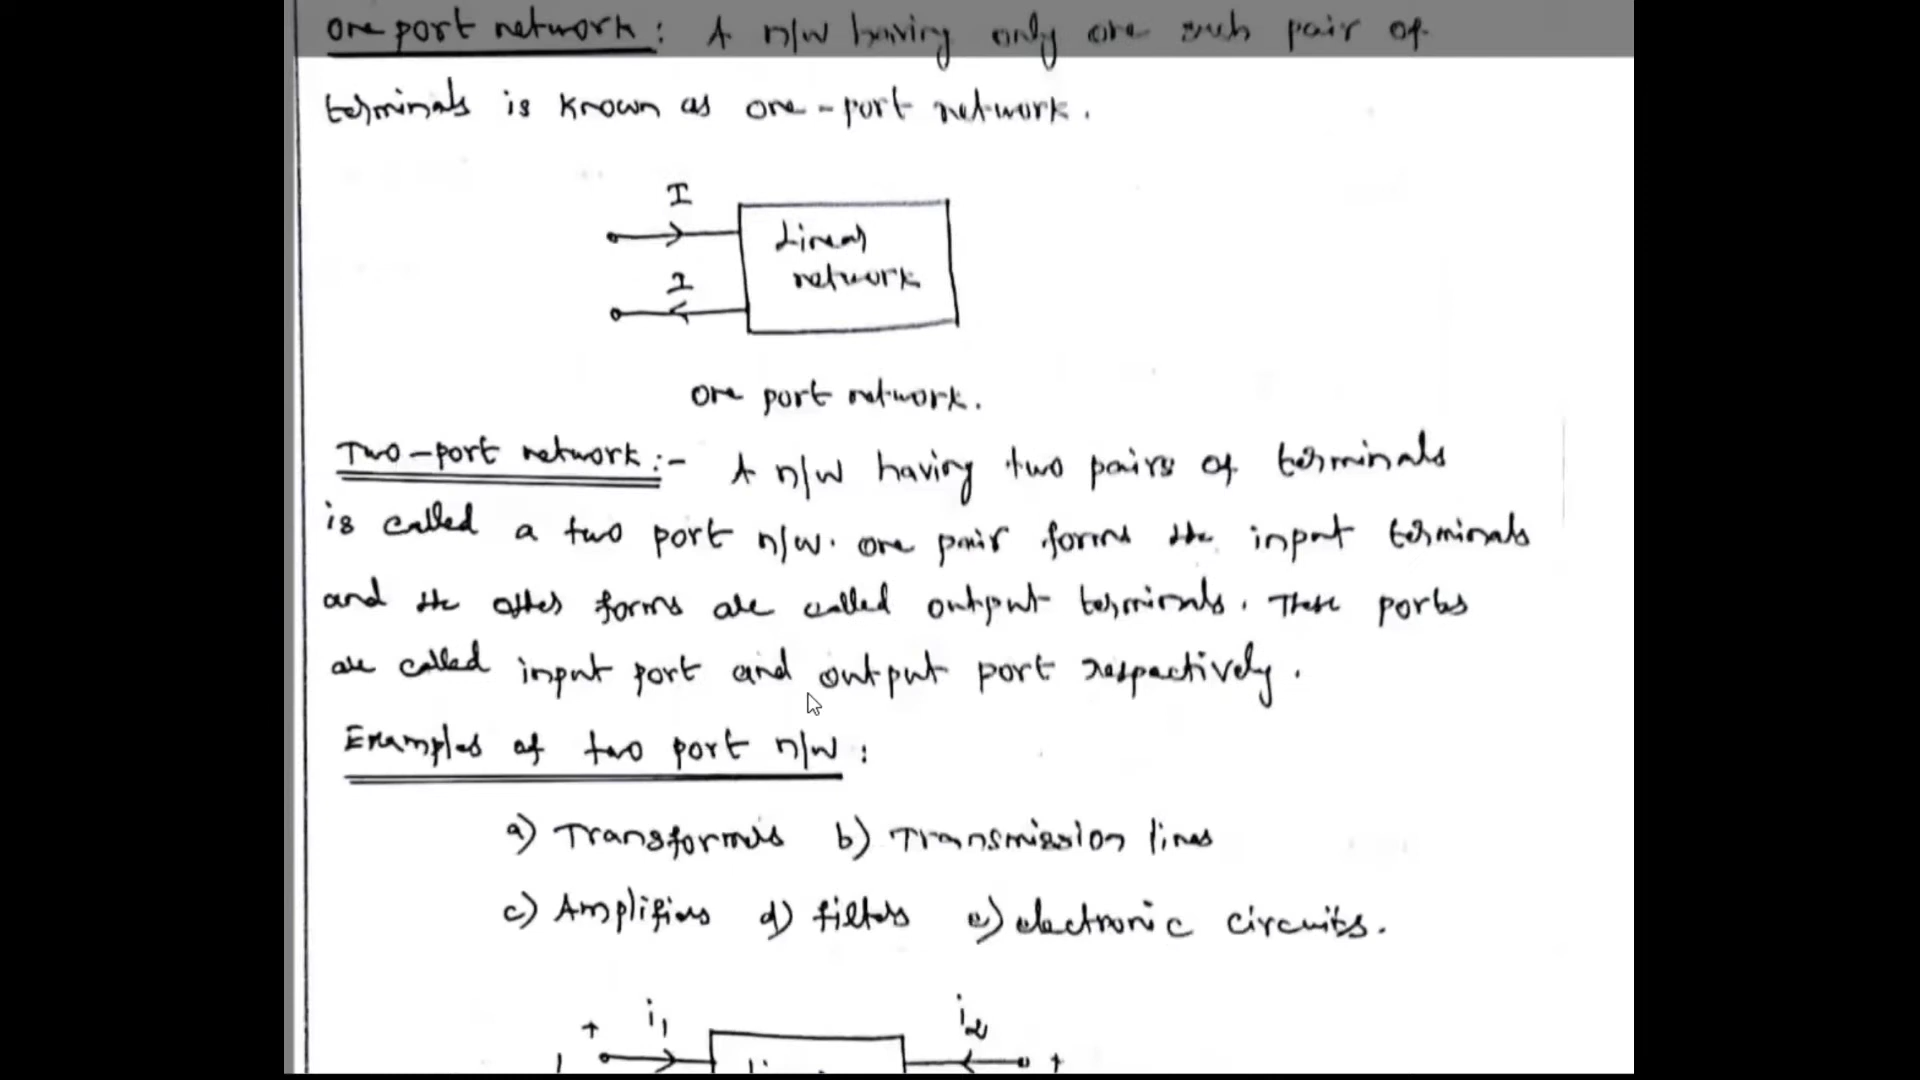 one port network : A n/w having only one such pair of
terminals is known as one-port network.
I
Linear
network
I
one port network.
Two-port network :- A n/w having two pairs of terminals
is called a two port n/w. one pair forms the input terminals
and the other forms are called output terminals. These ports
are called input port and output port respectively.
Examples of two port n/w :
a) Transformers b) Transmission lines
c) Amplifiers d) filters e) electronic circuits.
+ i1 i2
+